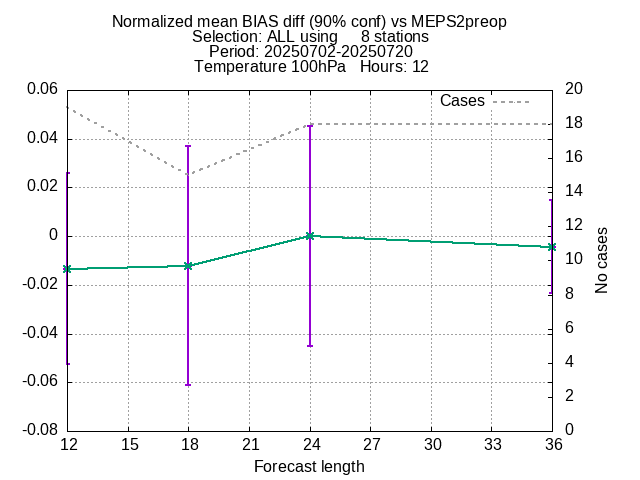 Normalized mean BIAS diff (90% conf) vs MEPS2preop
Selection: ALL using 8 stations
Period: 20250702-20250720
Temperature 100hPa Hours: 12
Cases
0.06
0.04
0.02
0
-0.02
-0.04
-0.06
-0.08
20
18
16
14
12
10
8
6
4
2
0
No cases
12 15 18 21 24 27 30 33 36
Forecast length